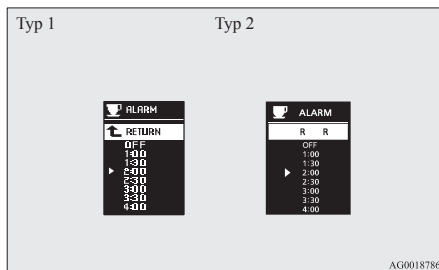 Typ 1
Typ 2
ALARM
RETURN
OFF
1:00
1:30
2:00
2:30
3:00
3:30
4:00
ALARM
R R
OFF
1:00
1:30
2:00
2:30
3:00
3:30
4:00
AG0018786